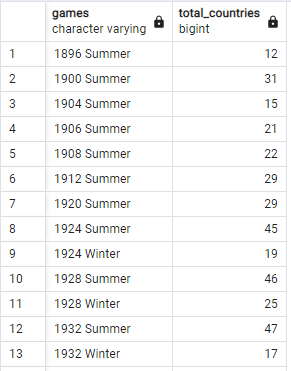 games total_countries
character varying bigint
1 1896 Summer 12
2 1900 Summer 31
3 1904 Summer 15
4 1906 Summer 21
5 1908 Summer 22
6 1912 Summer 29
7 1920 Summer 29
8 1924 Summer 45
9 1924 Winter 19
10 1928 Summer 46
11 1928 Winter 25
12 1932 Summer 47
13 1932 Winter 17